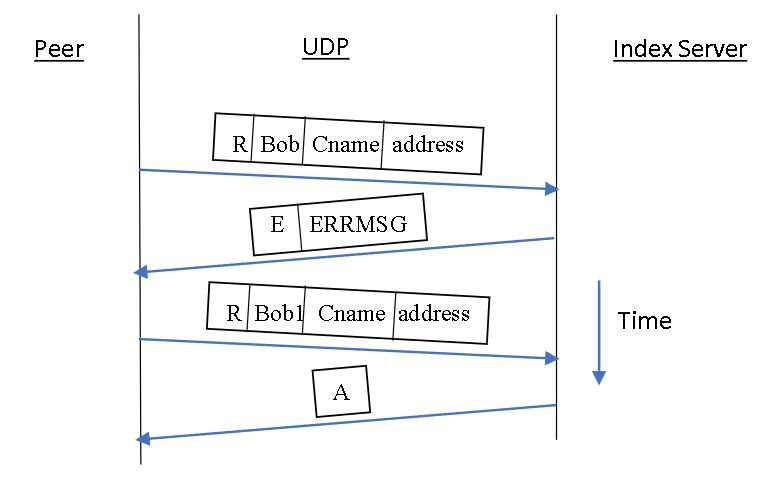 Peer UDP Index Server
R Bob Cname address
E ERRMSG
R Bob1 Cname address
Time
A